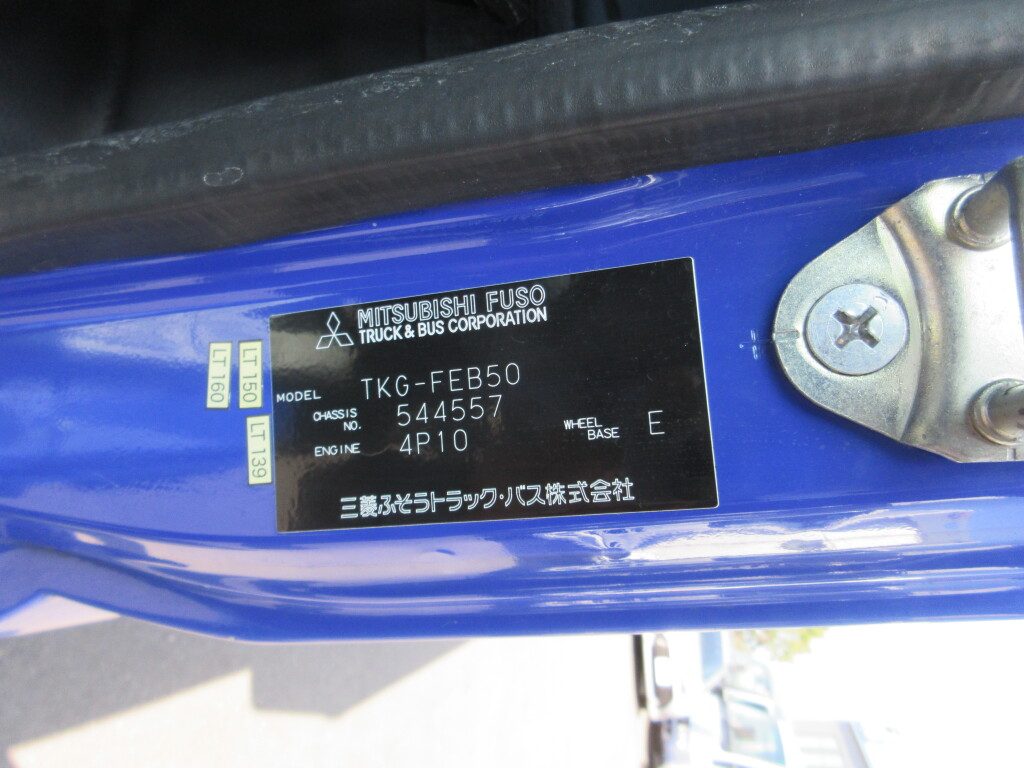 MITSUBISHI FUSO
TRUCK & BUS CORPORATION
MODEL TKG-FEB50
CHASSIS NO. 544557
ENGINE 4P10
WHEEL BASE E
三菱ふそうトラック・バス株式会社
LT 160
LT 150
LT 139